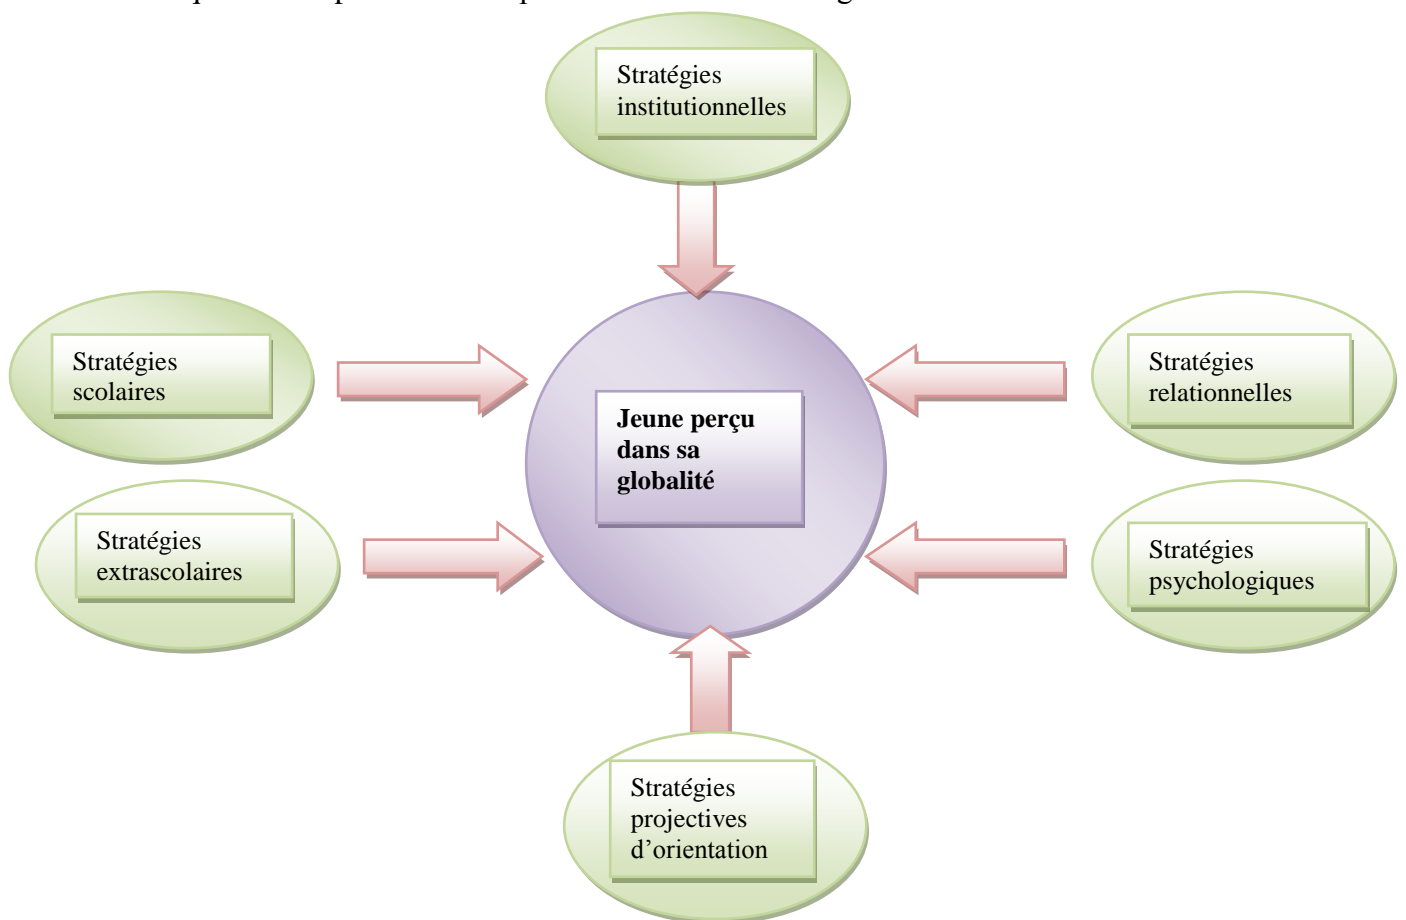 Stratégies
institutionnelles
Stratégies
scolaires
Stratégies
relationnelles
Jeune perçu
dans sa
globalité
Stratégies
extrascolaires
Stratégies
psychologiques
Stratégies
projectives
d’orientation